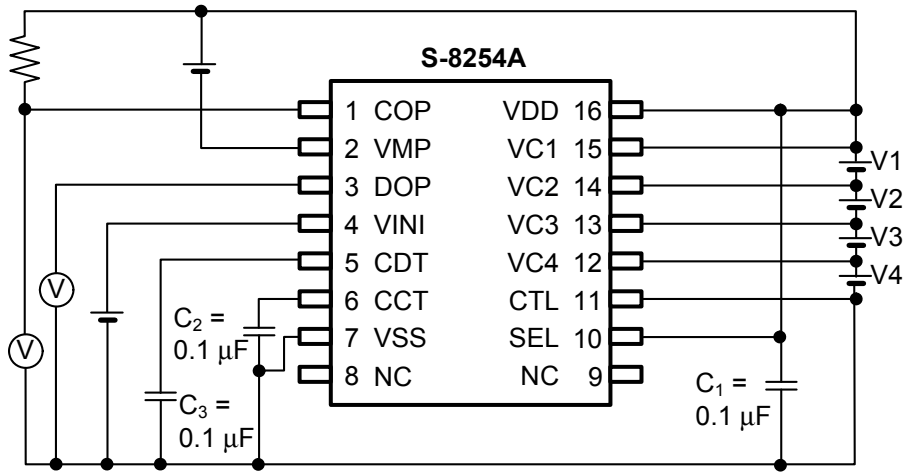 S-8254A
1 COP VDD 16
2 VMP VC1 15
3 DOP VC2 14
4 VINI VC3 13
5 CDT VC4 12
6 CCT CTL 11
7 VSS SEL 10
8 NC NC 9
V1
V2
V3
V4
V
V
C₂ =
0.1 μF
C₃ =
0.1 μF
C₁ =
0.1 μF